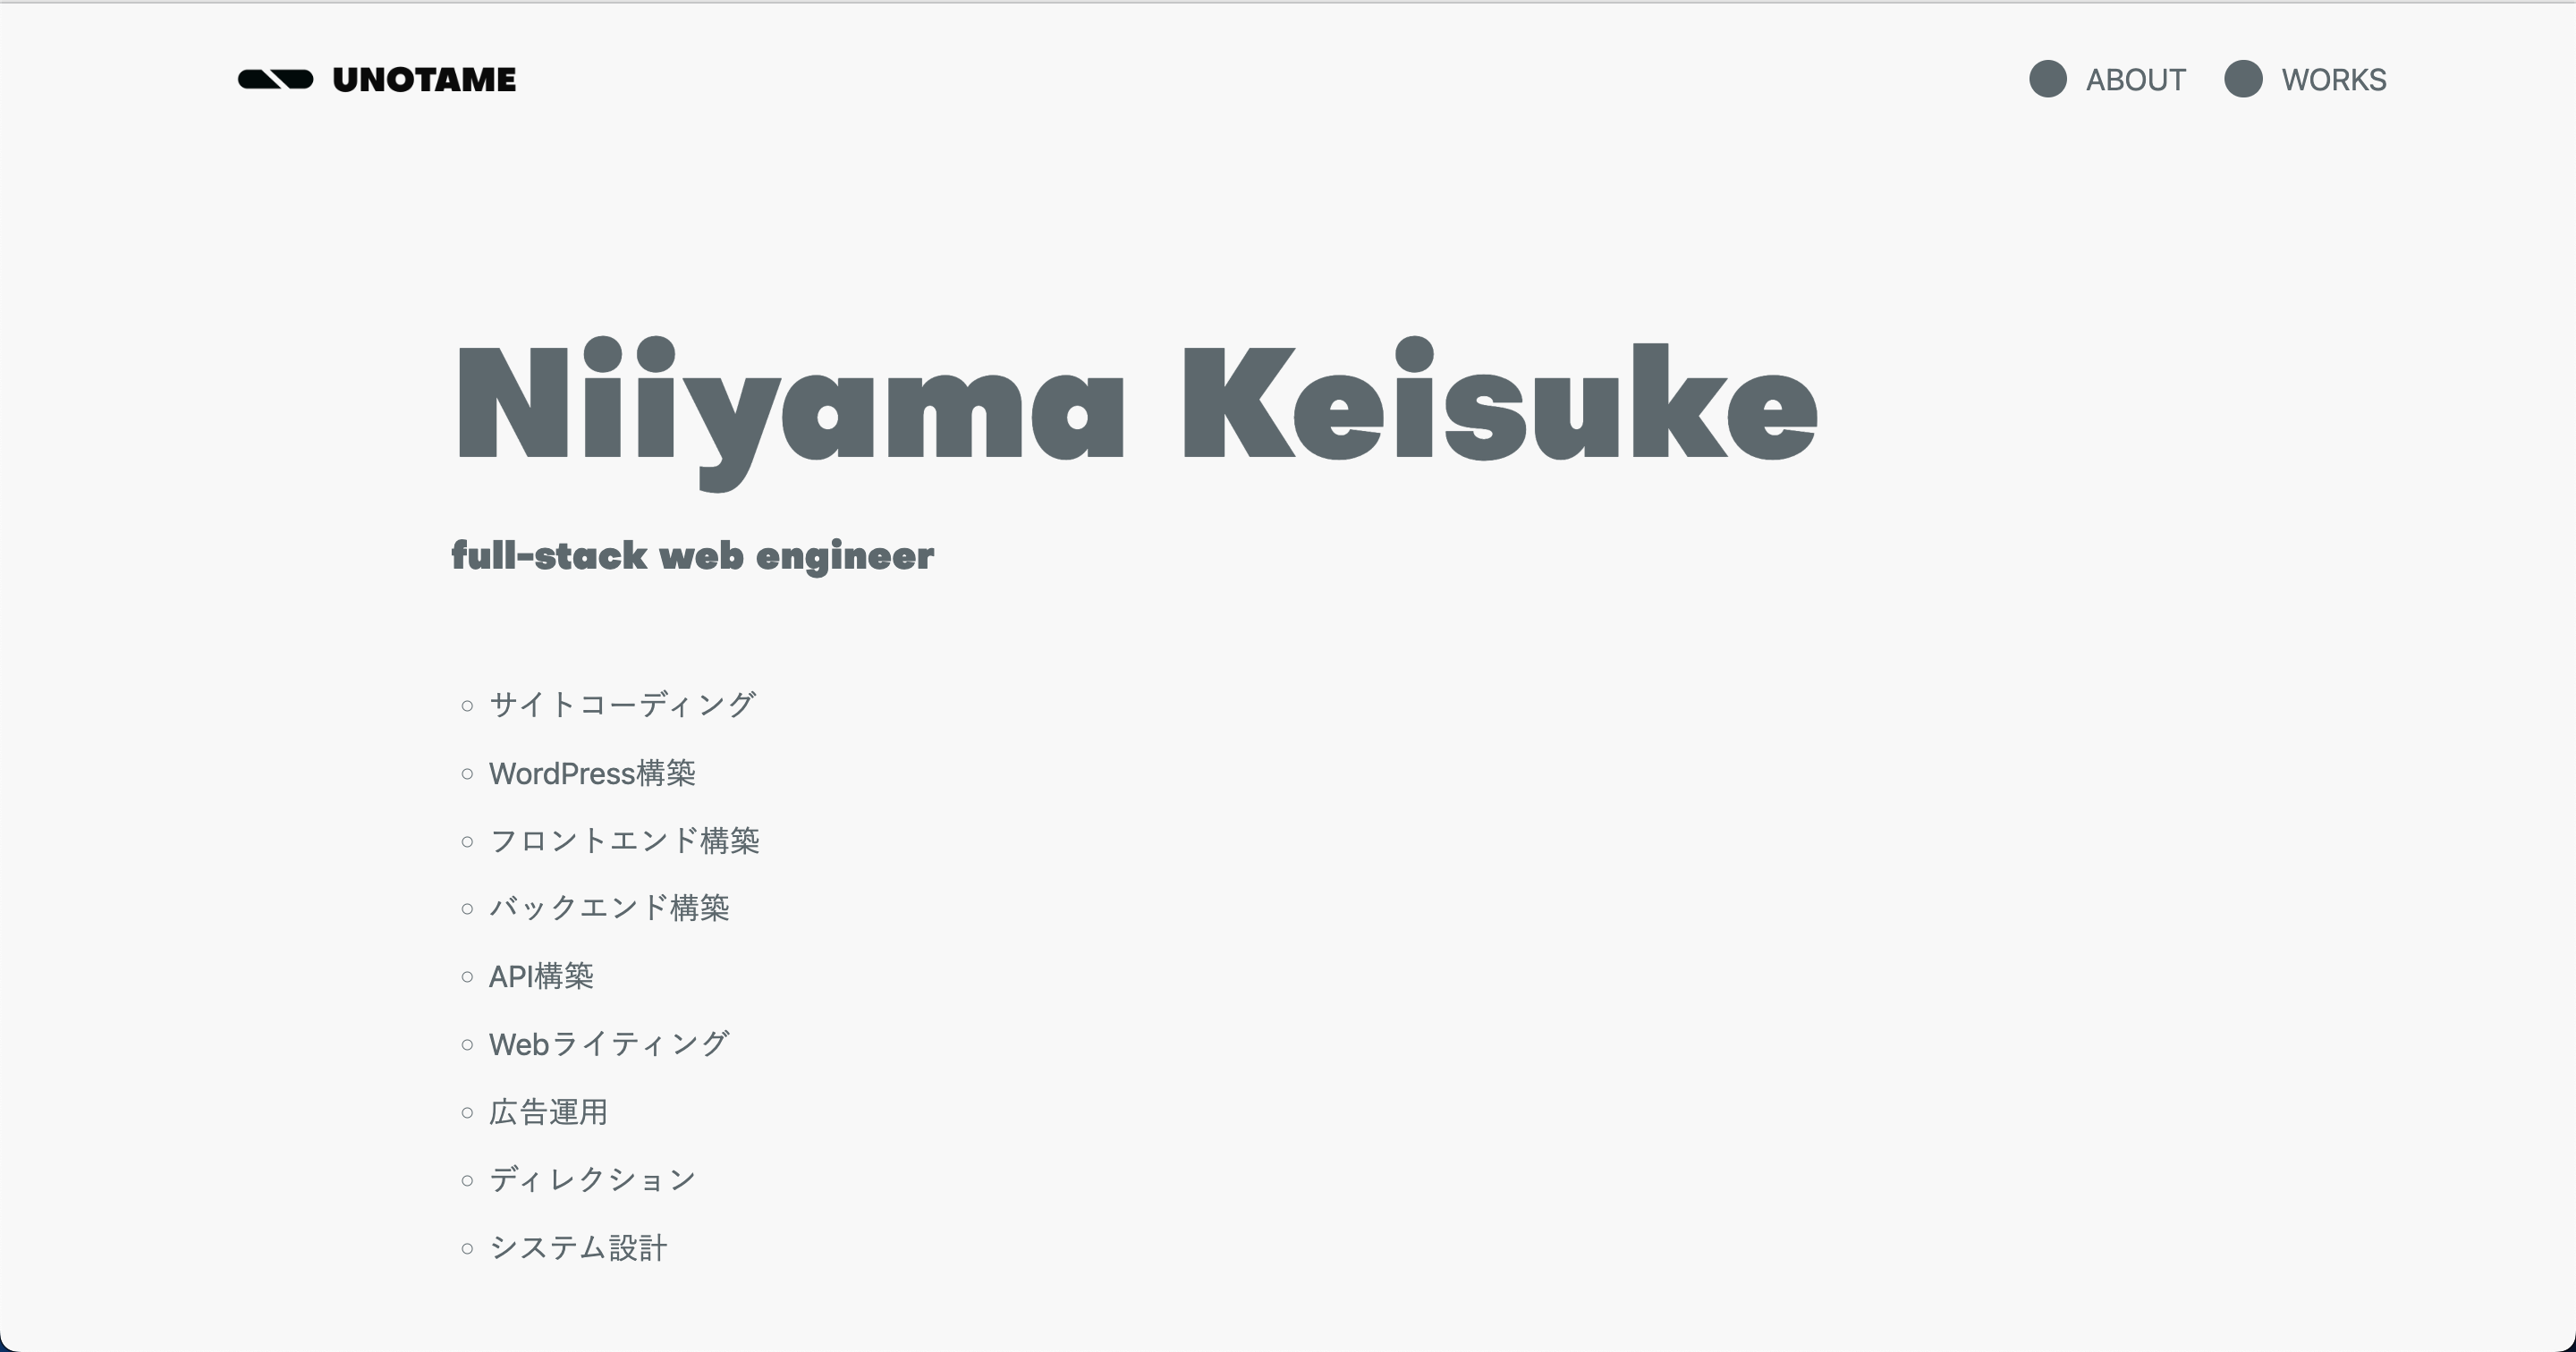 UNOTAME
ABOUT
WORKS
Niiyama Keisuke
full-stack web engineer
サイトコーディング
WordPress構築
フロントエンド構築
バックエンド構築
API構築
Webライティング
広告運用
ディレクション
システム設計